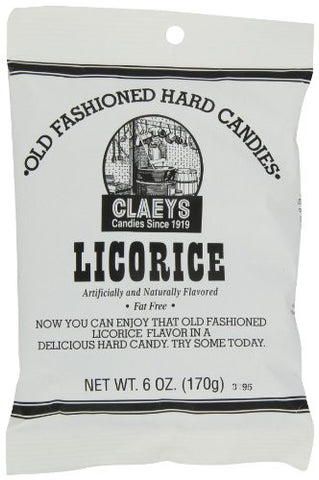 •OLD FASHIONED HARD CANDIES•
CLAEYS
Candies Since 1919
LICORICE
Artificially and Naturally Flavored
• Fat Free •
NOW YOU CAN ENJOY THAT OLD FASHIONED
LICORICE FLAVOR IN A
DELICIOUS HARD CANDY. TRY SOME TODAY.
NET WT. 6 OZ. (170g)